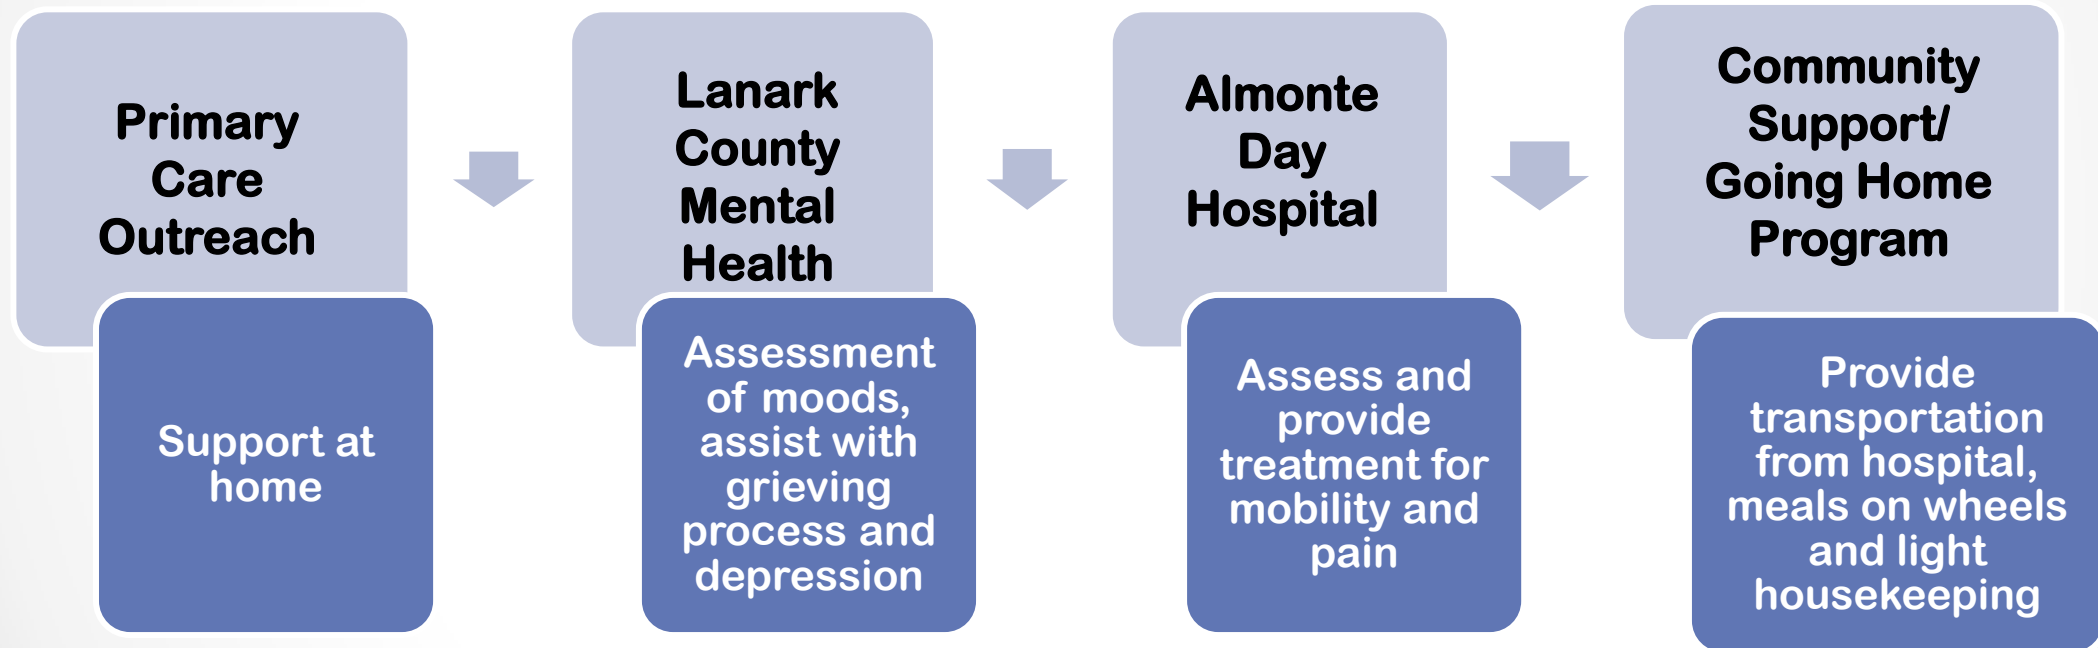 Primary
Care
Outreach
Support at
home
Lanark
County
Mental
Health
Assessment
of moods,
assist with
grieving
process and
depression
Almonte
Day
Hospital
Assess and
provide
treatment for
mobility and
pain
Community
Support/
Going Home
Program
Provide
transportation
from hospital,
meals on wheels
and light
housekeeping